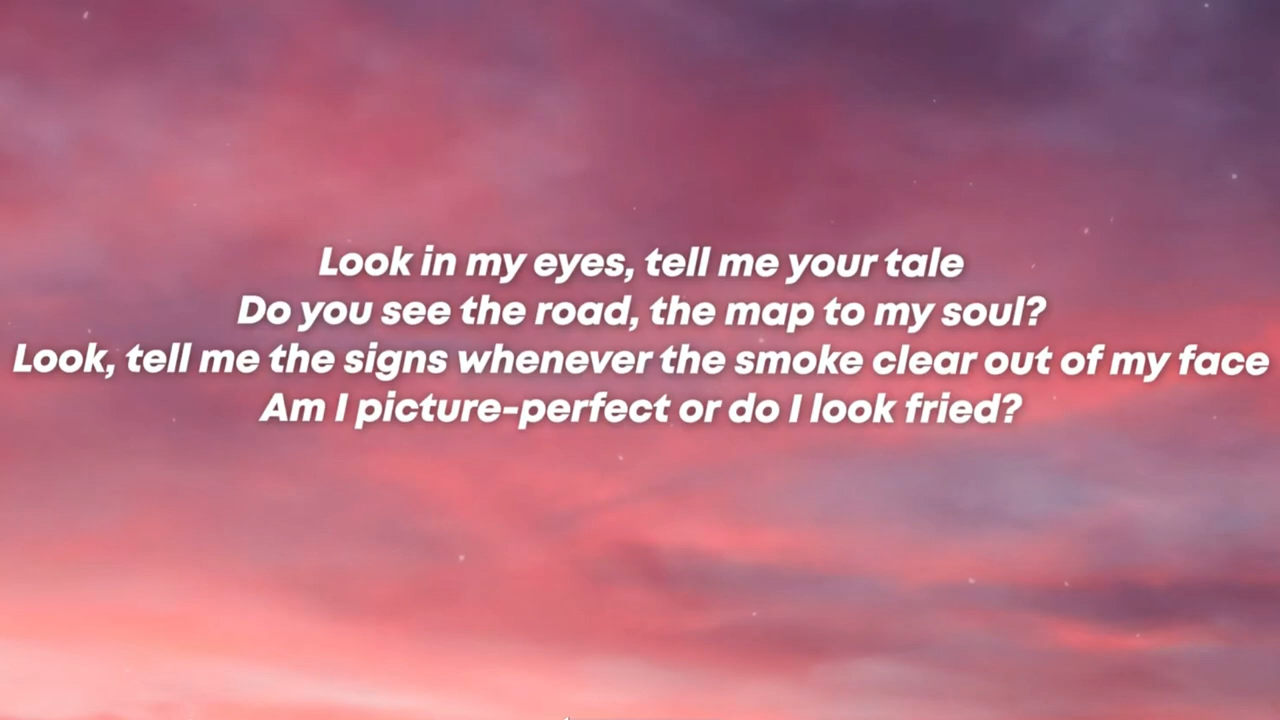 Look in my eyes, tell me your tale
Do you see the road, the map to my soul?
Look, tell me the signs whenever the smoke clear out of my face
Am I picture-perfect or do I look fried?